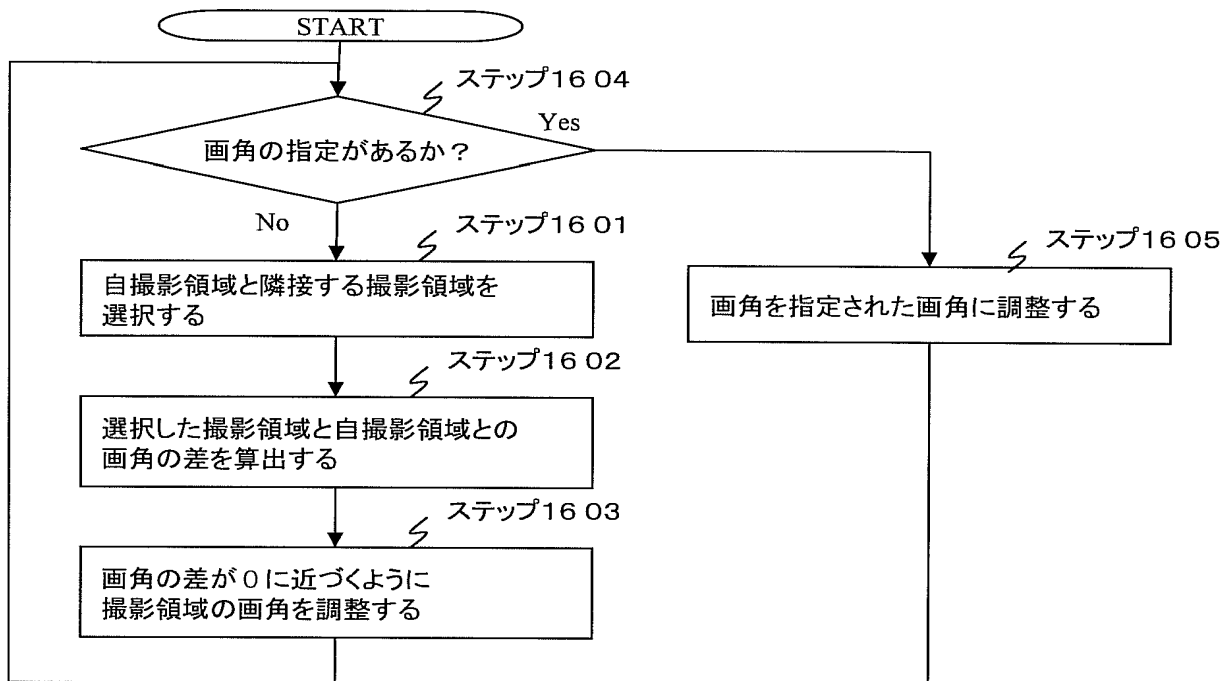 START
ステップ16 04
Yes
画角の指定があるか?
No
ステップ16 01
自撮影領域と隣接する撮影領域を
選択する
ステップ16 05
画角を指定された画角に調整する
ステップ16 02
選択した撮影領域と自撮影領域との
画角の差を算出する
ステップ16 03
画角の差が0に近づくように
撮影領域の画角を調整する